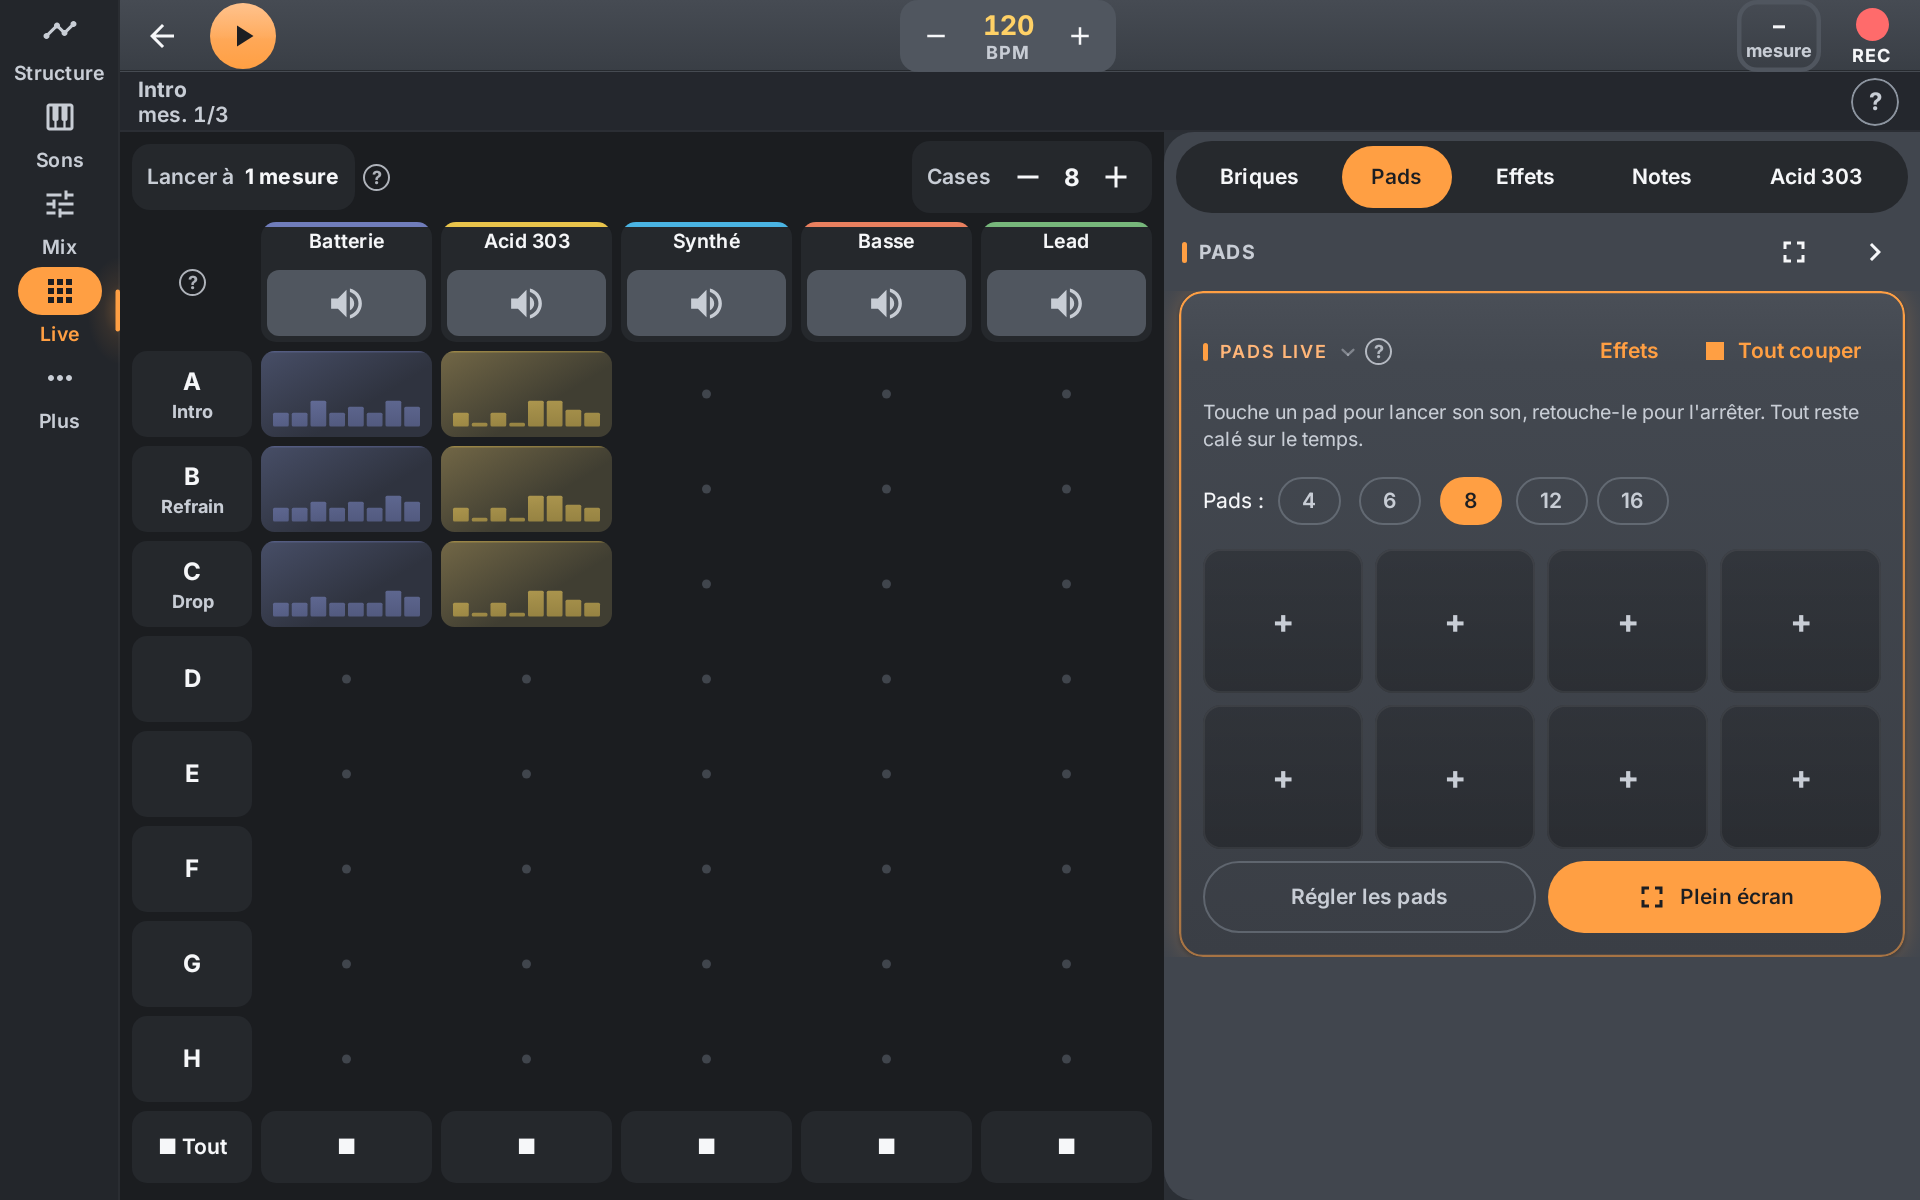 Structure
Sons
Mix
Live
Plus
120
BPM
mesure
REC
Intro
mes. 1/3
?
Lancer à 1 mesure
?
Cases 8
Briques
Pads
Effets
Notes
Acid 303
?
Batterie
Acid 303
Synthé
Basse
Lead
A
Intro
B
Refrain
C
Drop
D
E
F
G
H
Tout
PADS
PADS LIVE
?
Effets
Tout couper
Touche un pad pour lancer son son, retouche-le pour l'arrêter. Tout reste
calé sur le temps.
Pads :
4
6
8
12
16
+
+
+
+
+
+
+
+
Régler les pads
Plein écran